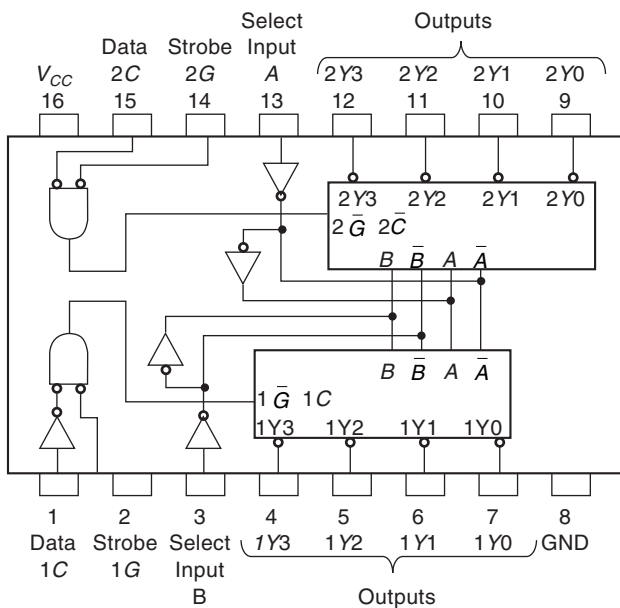 Select
Outputs
Data Strobe Input
V_CC 2C 2G A 2Y3 2Y2 2Y1 2Y0
16 15 14 13 12 11 10 9
2Y3 2Y2 2Y1 2Y0
2G̅ 2C̅
B B̅ A A̅
B B̅ A A̅
1G̅ 1C
1Y3 1Y2 1Y1 1Y0
1 2 3 4 5 6 7 8
Data Strobe Select 1Y3 1Y2 1Y1 1Y0 GND
1C 1G Input
B
Outputs